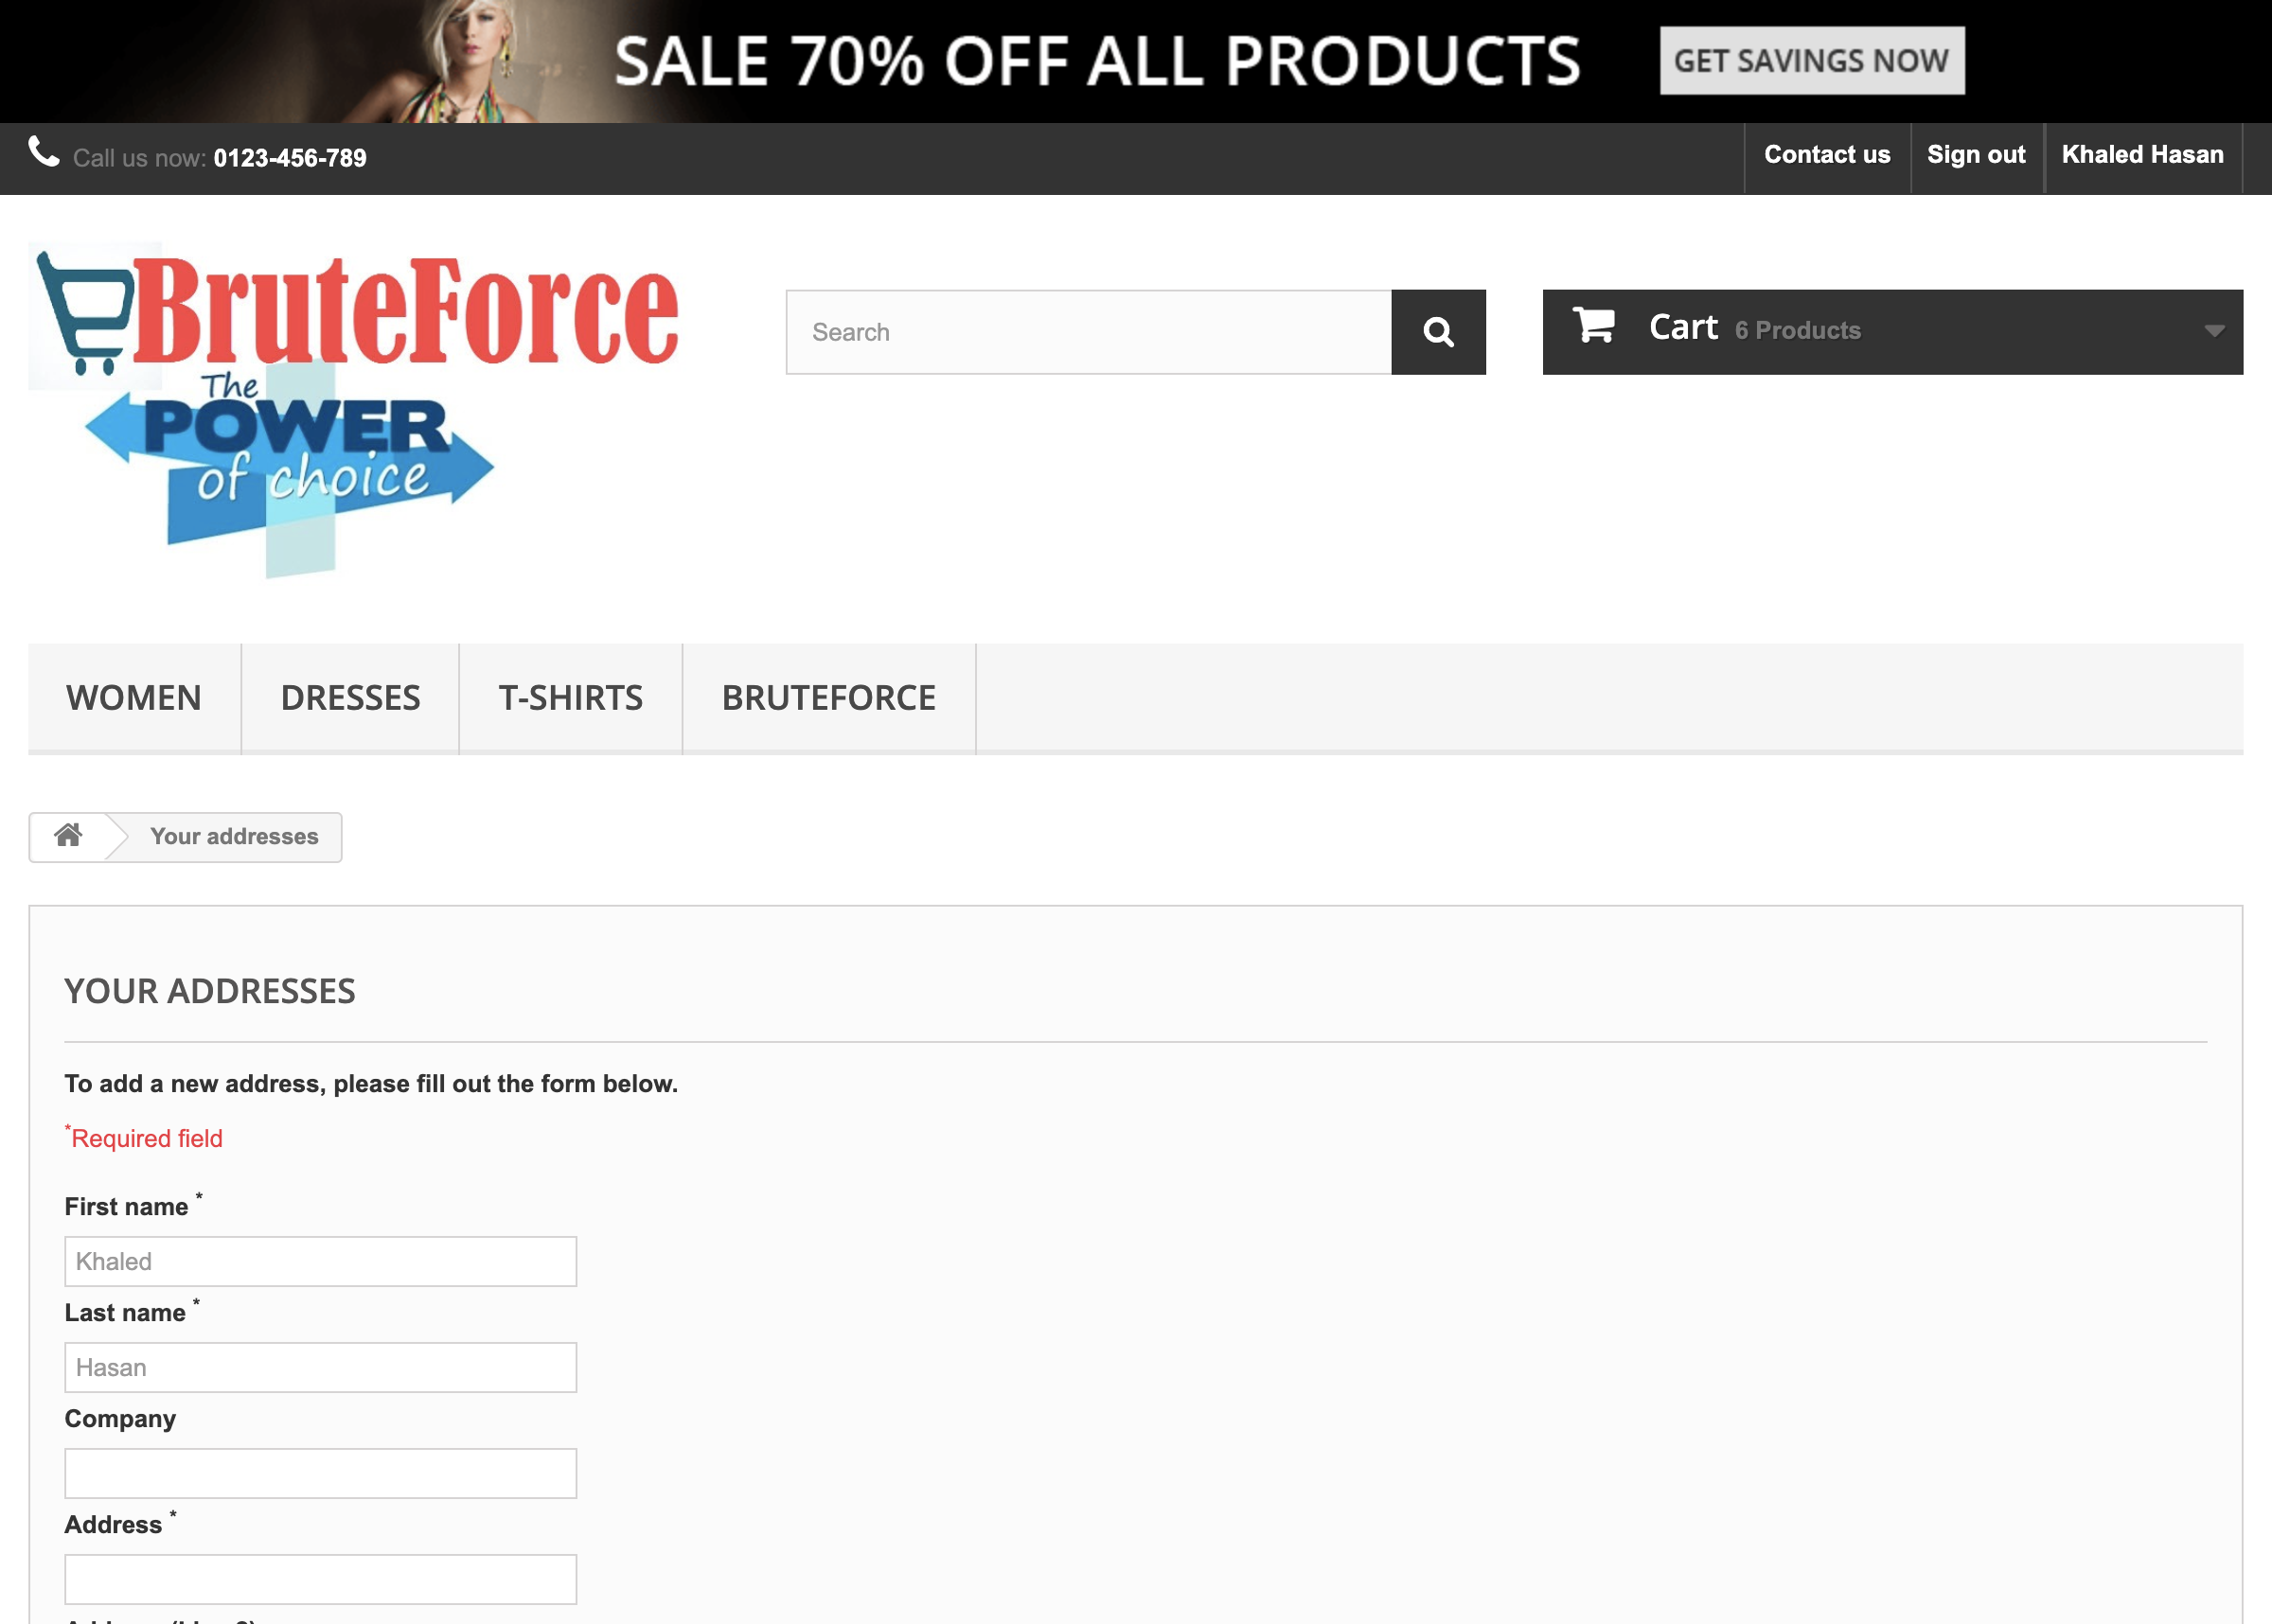 SALE 70% OFF ALL PRODUCTS GET SAVINGS NOW
Call us now: 0123-456-789 Contact us Sign out Khaled Hasan
BruteForce
The
POWER
of choice
Search
Cart 6 Products
WOMEN DRESSES T-SHIRTS BRUTEFORCE
Your addresses
YOUR ADDRESSES
To add a new address, please fill out the form below.
*Required field
First name *
Khaled
Last name *
Hasan
Company
Address *